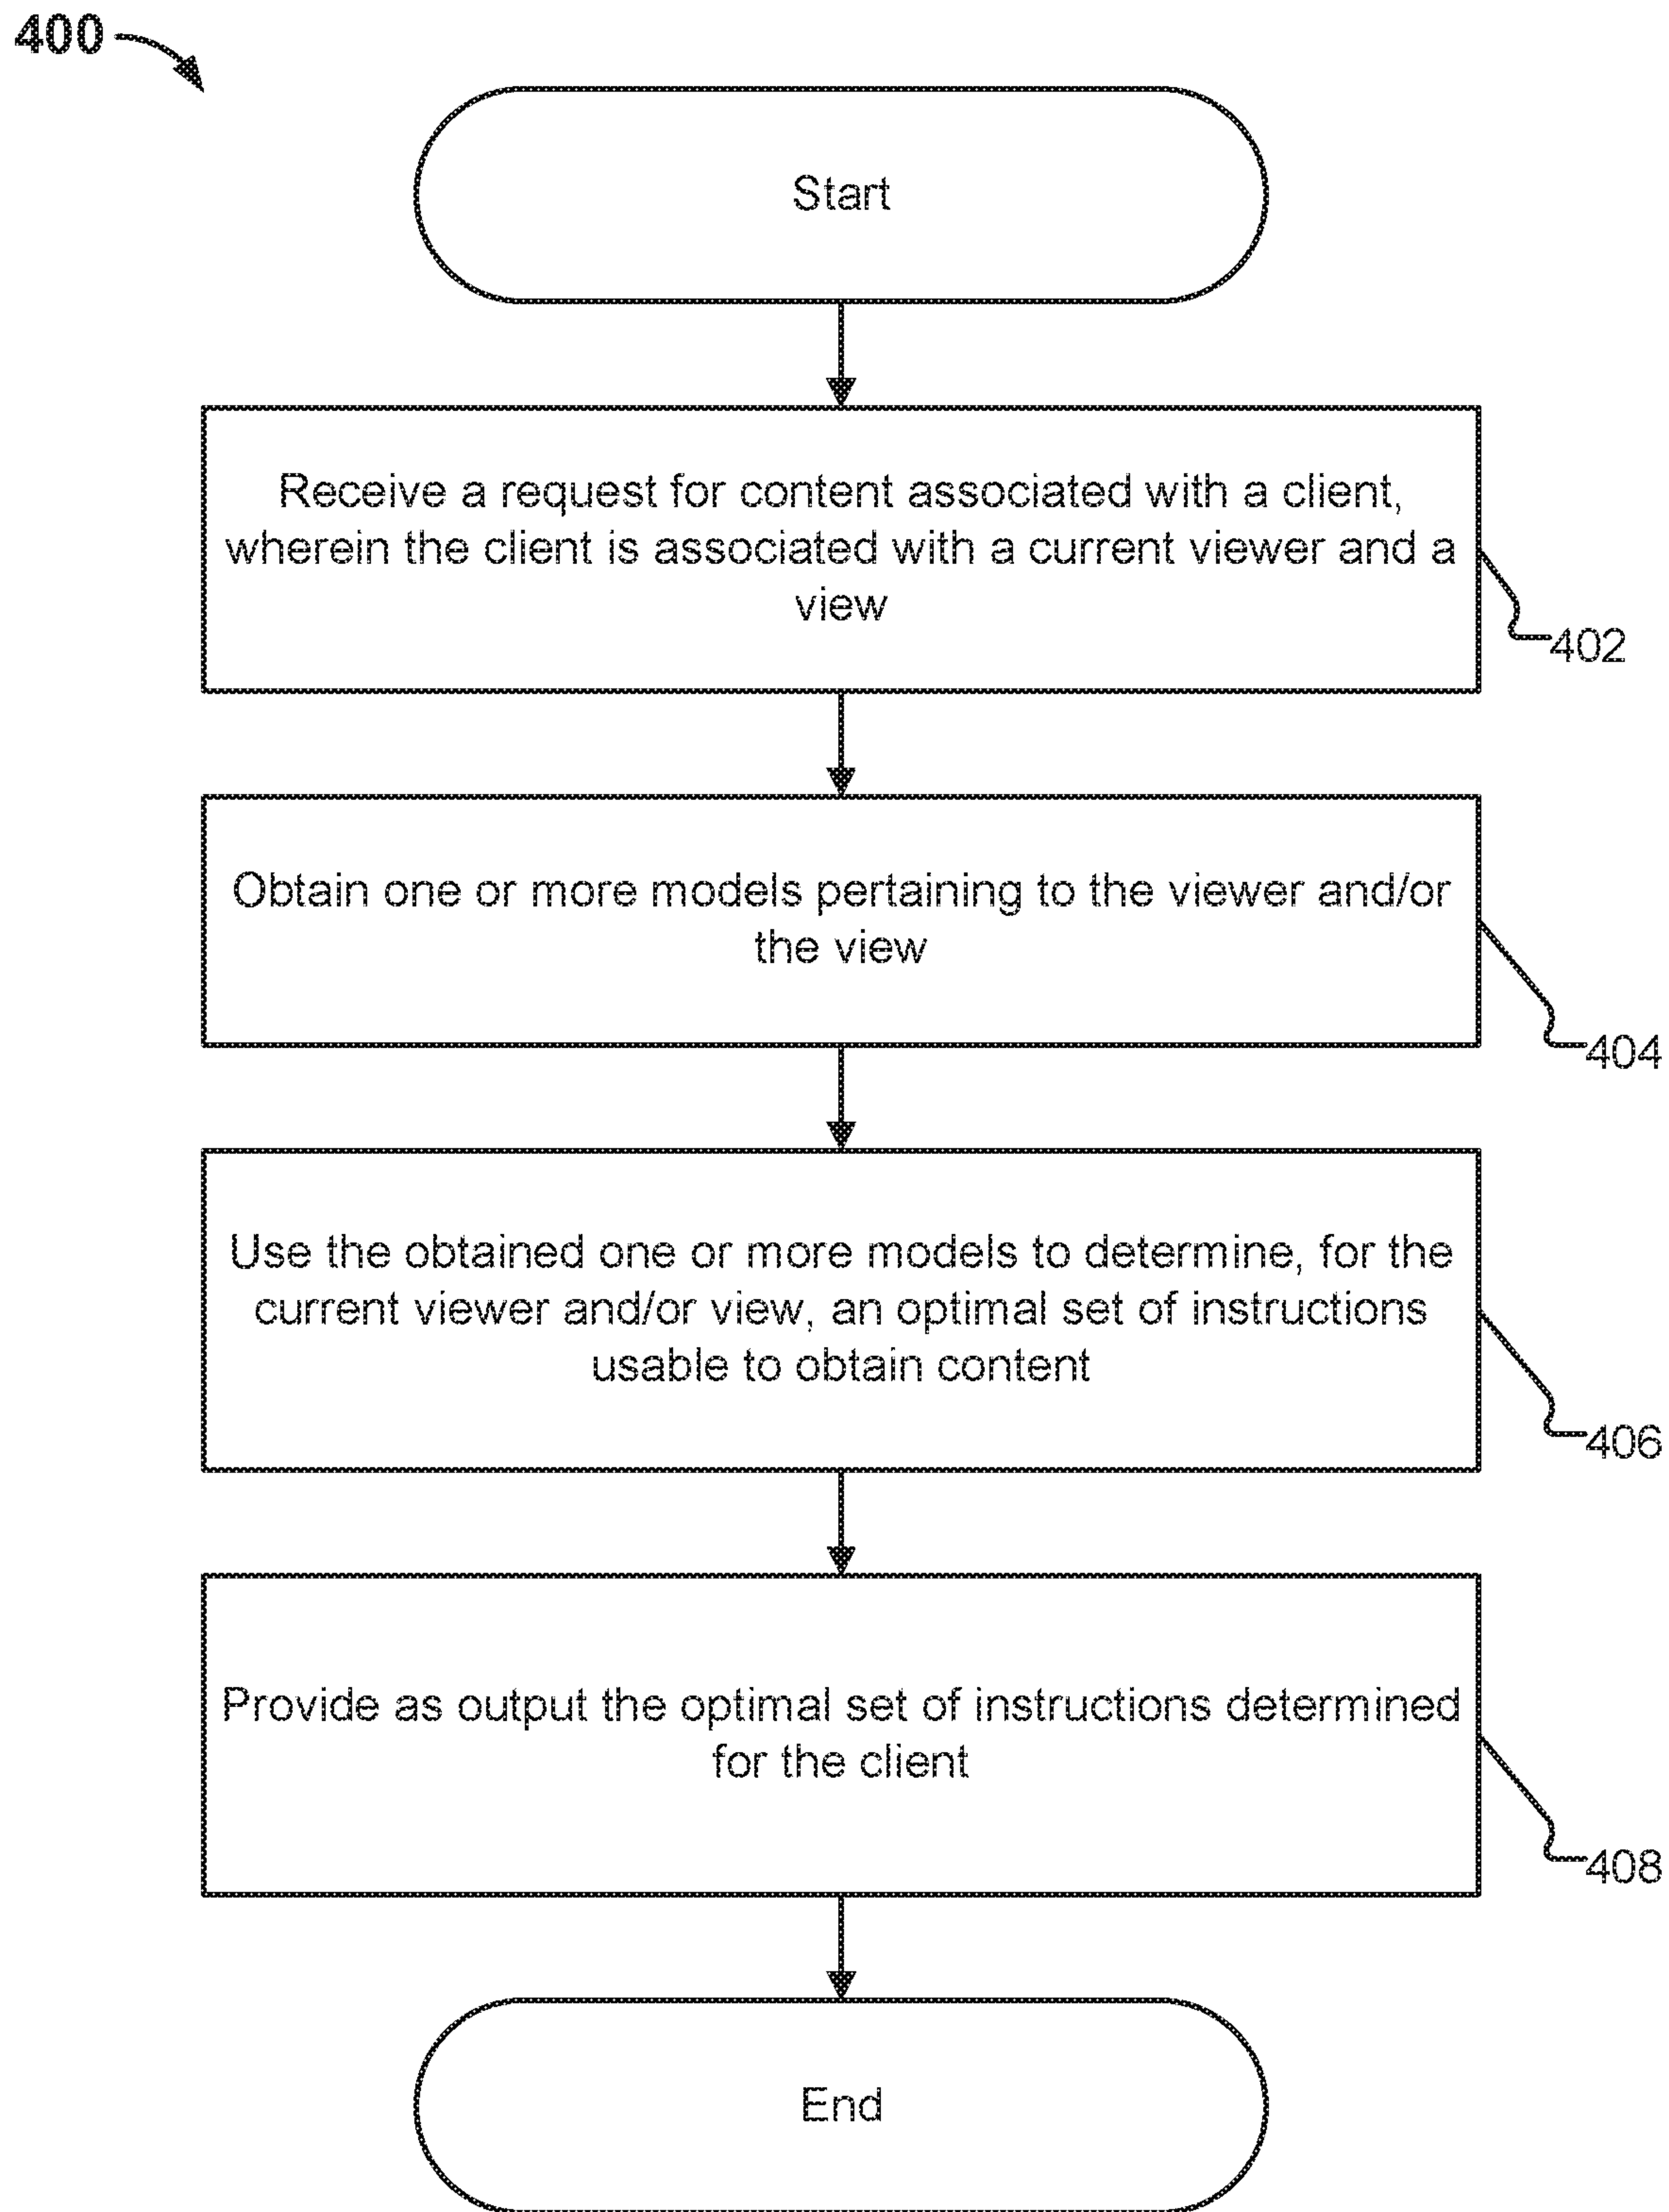 400
Start
Receive a request for content associated with a client,
wherein the client is associated with a current viewer and a
view
402
Obtain one or more models pertaining to the viewer and/or
the view
404
Use the obtained one or more models to determine, for the
current viewer and/or view, an optimal set of instructions
usable to obtain content
406
Provide as output the optimal set of instructions determined
for the client
408
End